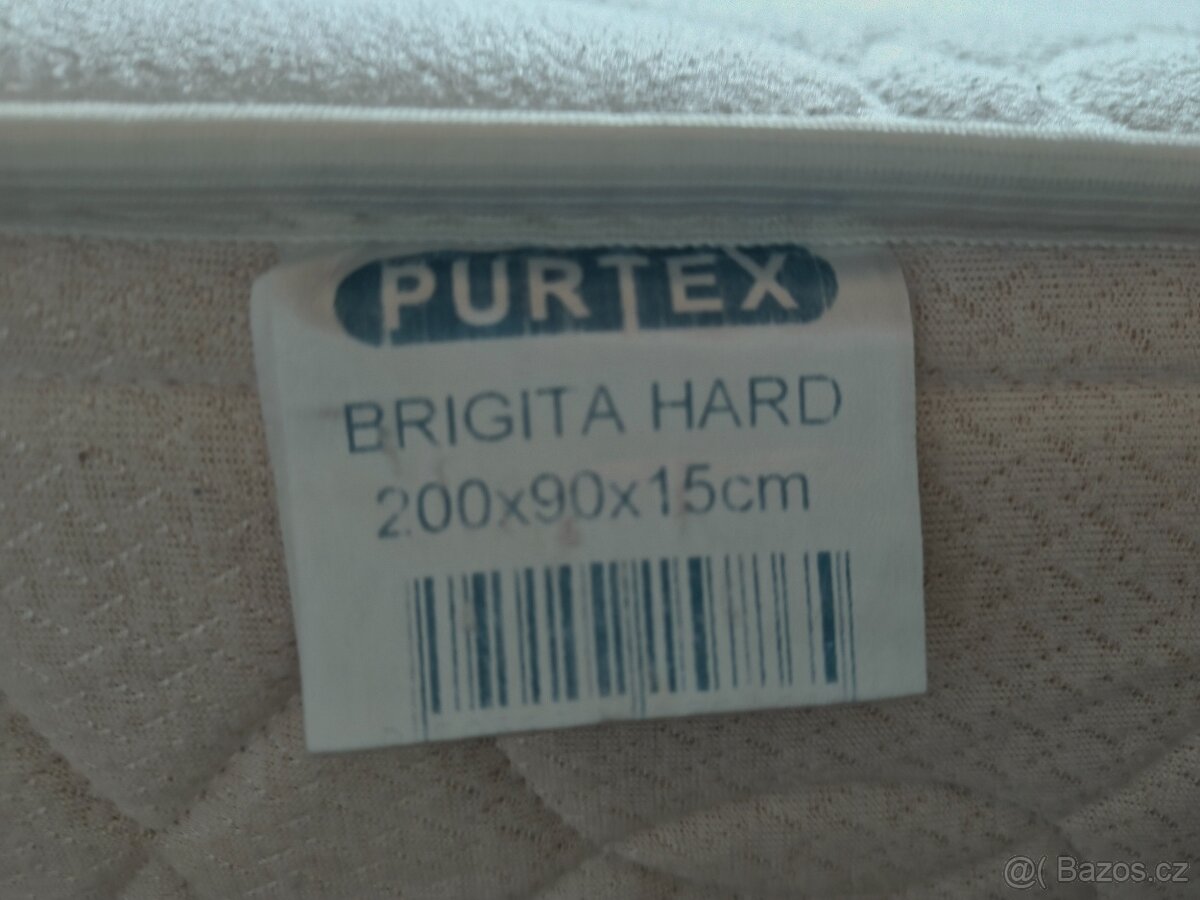 PURTEX
BRIGITA HARD
200x90x15cm
@( Bazos.cz